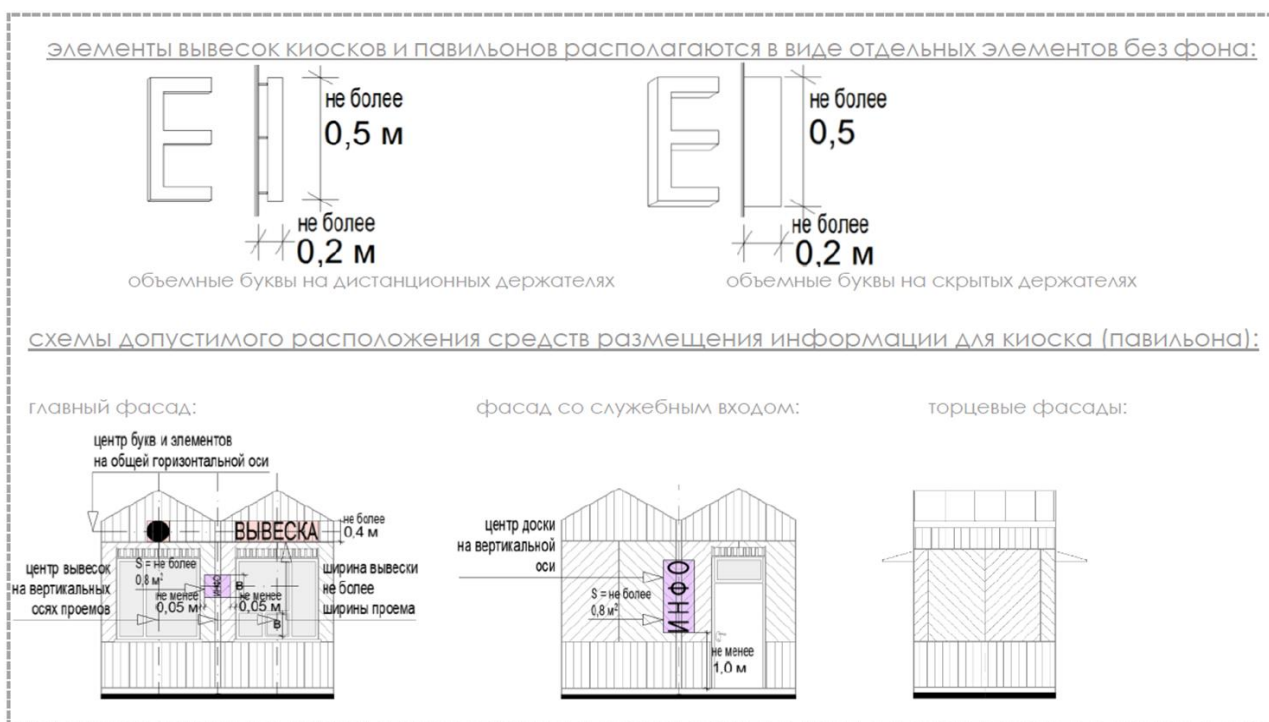 элементы вывесок киосков и павильонов располагаются в виде отдельных элементов без фона:
Е
не более
0,5 м
не более
0,2 м
объемные буквы на дистанционных держателях
Е
не более
0,5
не более
0,2 м
объемные буквы на скрытых держателях
схемы допустимого расположения средств размещения информации для киоска (павильона):
главный фасад:
центр букв и элементов
на общей горизонтальной оси
ВЫВЕСКА
не более
0,4 м
центр вывесок
на вертикальных
осях проемов
S = не более
0,8 м²
ИНФО
В
не менее
0,05 м
не менее
0,05 м
В
ширина вывески
не более
ширины проема
фасад со служебным входом:
центр доски
на вертикальной
оси
S = не более
0,8 м²
ИНФО
не менее
1,0 м
торцевые фасады: